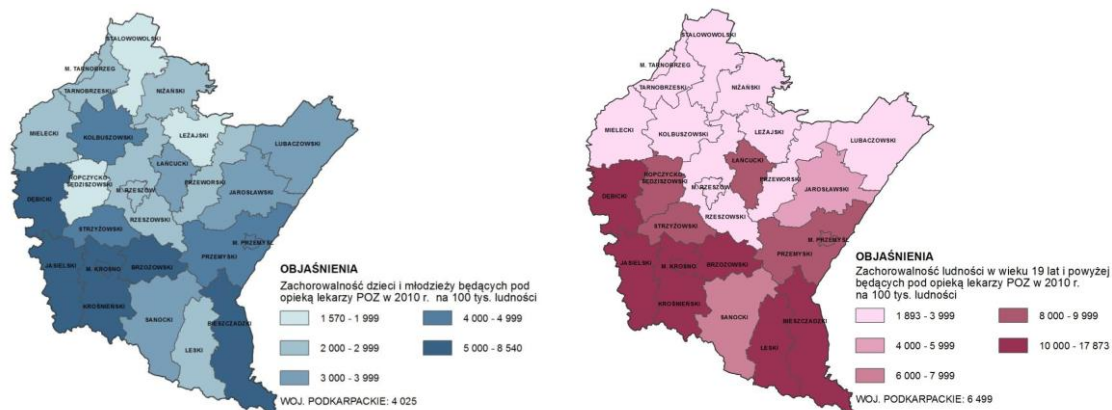 STALOWOWOLSKI
M. TARNOBRZEG
TARNOBRZESKI
NIŻAŃSKI
MIELECKI
KOLBUSZOWSKI
LEŻAJSKI
LUBACZOWSKI
ŁAŃCUCKI
ROPCZYCKO
SĘDZISZOWSKI
M. RZESZÓW
PRZEWORSKI
JAROSŁAWSKI
DĘBICKI
RZESZOWSKI
STRZYŻOWSKI
M. PRZEMYŚL
PRZEMYSKI
JASIELSKI
M. KROSNO
BRZOZOWSKI
KROŚNIEŃSKI
SANOCKI
BIESZCZADZKI
LESKI
OBJAŚNIENIA
Zachorowalność dzieci i młodzieży będących pod
opieką lekarzy POZ w 2010 r. na 100 tys. ludności
1 570 - 1 999
4 000 - 4 999
2 000 - 2 999
5 000 - 8 540
3 000 - 3 999
WOJ. PODKARPACKIE: 4 025
STALOWOWOLSKI
M. TARNOBRZEG
TARNOBRZESKI
NIŻAŃSKI
MIELECKI
KOLBUSZOWSKI
LEŻAJSKI
LUBACZOWSKI
ŁAŃCUCKI
ROPCZYCKO
SĘDZISZOWSKI
M. RZESZÓW
PRZEWORSKI
JAROSŁAWSKI
DĘBICKI
RZESZOWSKI
STRZYŻOWSKI
M. PRZEMYŚL
PRZEMYSKI
JASIELSKI
M. KROSNO
BRZOZOWSKI
KROŚNIEŃSKI
SANOCKI
BIESZCZADZKI
LESKI
OBJAŚNIENIA
Zachorowalność ludności w wieku 19 lat i powyżej
będących pod opieką lekarzy POZ w 2010 r.
na 100 tys. ludności
1 893 - 3 999
8 000 - 9 999
4 000 - 5 999
10 000 - 17 873
6 000 - 7 999
WOJ. PODKARPACKIE: 6 499